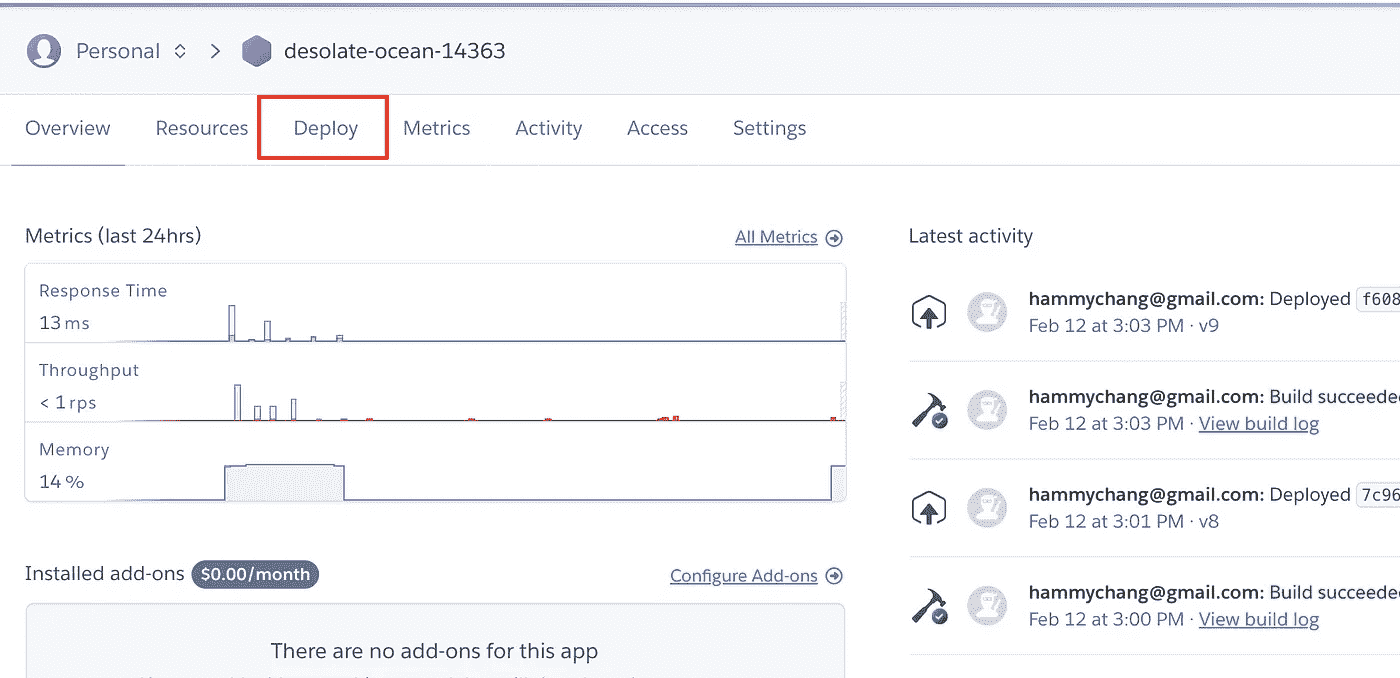 Personal > desolate-ocean-14363
Overview Resources Deploy Metrics Activity Access Settings
Metrics (last 24hrs) All Metrics
Response Time
13 ms
Throughput
< 1 rps
Memory
14 %
Installed add-ons $0.00/month Configure Add-ons
There are no add-ons for this app
Latest activity
hammychang@gmail.com: Deployed f608
Feb 12 at 3:03 PM · v9
hammychang@gmail.com: Build succeede
Feb 12 at 3:03 PM · View build log
hammychang@gmail.com: Deployed 7c96
Feb 12 at 3:01 PM · v8
hammychang@gmail.com: Build succeede
Feb 12 at 3:00 PM · View build log